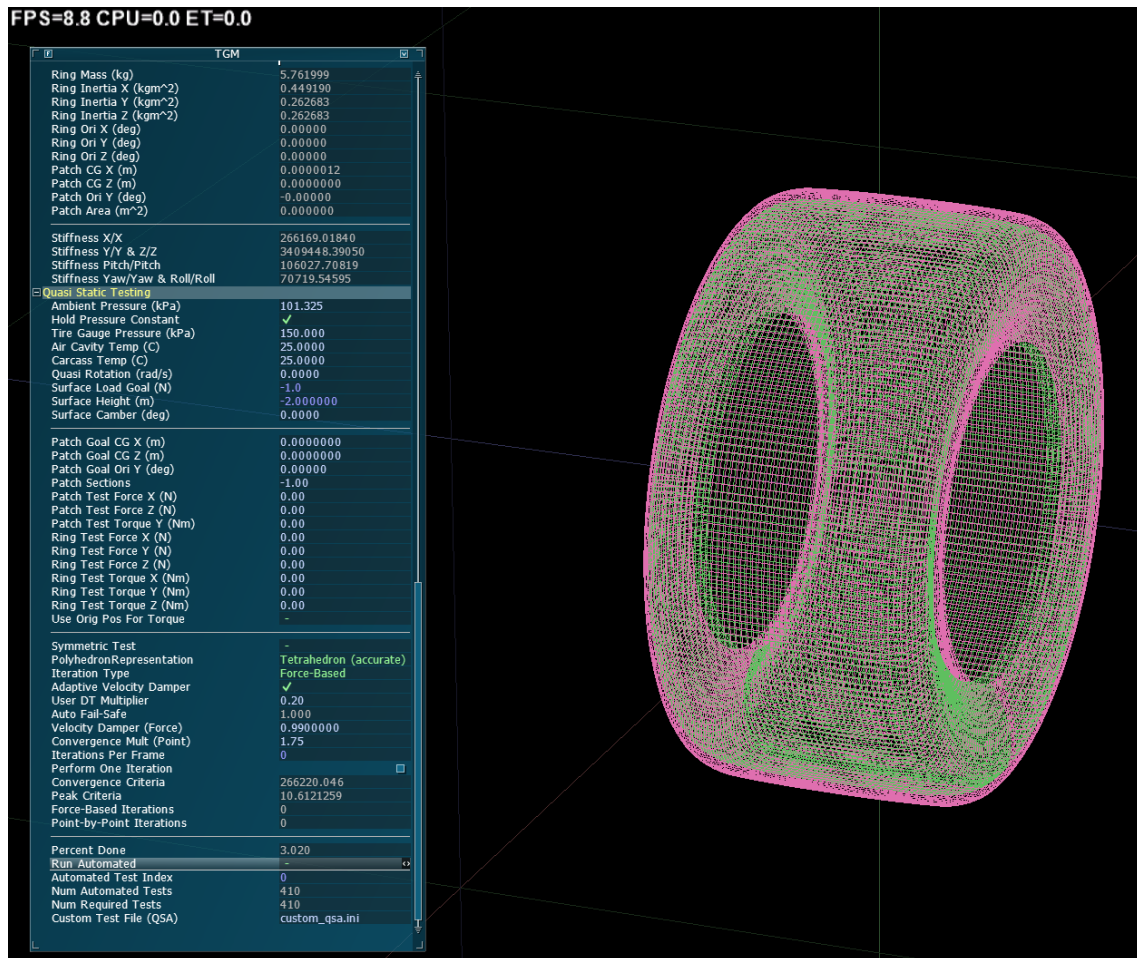 FPS=8.8 CPU=0.0 ET=0.0
TGM
Ring Mass (kg) 5.761999
Ring Inertia X (kgm^2) 0.449190
Ring Inertia Y (kgm^2) 0.262683
Ring Inertia Z (kgm^2) 0.262683
Ring Ori X (deg) 0.00000
Ring Ori Y (deg) 0.00000
Ring Ori Z (deg) 0.00000
Patch CG X (m) 0.0000012
Patch CG Z (m) 0.0000000
Patch Ori Y (deg) -0.00000
Patch Area (m^2) 0.000000
Stiffness X/X 266169.01840
Stiffness Y/Y & Z/Z 3409448.39050
Stiffness Pitch/Pitch 106027.70819
Stiffness Yaw/Yaw & Roll/Roll 70719.54595
Quasi Static Testing
Ambient Pressure (kPa) 101.325
Hold Pressure Constant ✓
Tire Gauge Pressure (kPa) 150.000
Air Cavity Temp (C) 25.0000
Carcass Temp (C) 25.0000
Quasi Rotation (rad/s) 0.0000
Surface Load Goal (N) -1.0
Surface Height (m) -2.000000
Surface Camber (deg) 0.0000
Patch Goal CG X (m) 0.0000000
Patch Goal CG Z (m) 0.0000000
Patch Goal Ori Y (deg) 0.00000
Patch Sections -1.00
Patch Test Force X (N) 0.00
Patch Test Force Z (N) 0.00
Patch Test Torque Y (Nm) 0.00
Ring Test Force X (N) 0.00
Ring Test Force Y (N) 0.00
Ring Test Force Z (N) 0.00
Ring Test Torque X (Nm) 0.00
Ring Test Torque Y (Nm) 0.00
Ring Test Torque Z (Nm) 0.00
Use Orig Pos For Torque -
Symmetric Test -
PolyhedronRepresentation Tetrahedron (accurate)
Iteration Type Force-Based
Adaptive Velocity Damper ✓
User DT Multiplier 0.20
Auto Fail-Safe 1.000
Velocity Damper (Force) 0.9900000
Convergence Mult (Point) 1.75
Iterations Per Frame 0
Perform One Iteration
Convergence Criteria 266220.046
Peak Criteria 10.6121259
Force-Based Iterations 0
Point-by-Point Iterations 0
Percent Done 3.020
Run Automated -
Automated Test Index 0
Num Automated Tests 410
Num Required Tests 410
Custom Test File (QSA) custom_qsa.ini